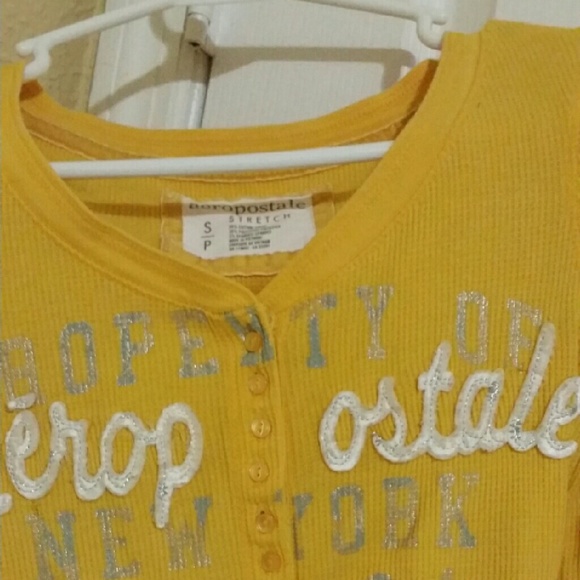 aeropostale
STRETCH
S
P
PROPERTY OF
aérop ostale
NEW YORK